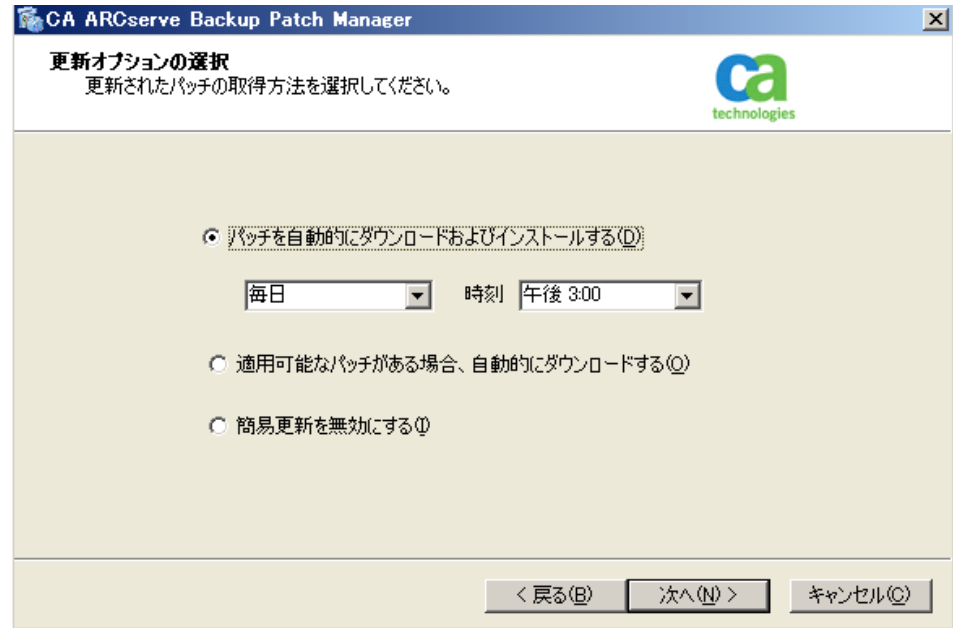 CA ARCserve Backup Patch Manager
更新オプションの選択
更新されたパッチの取得方法を選択してください。
ca
technologies
パッチを自動的にダウンロードおよびインストールする(D)
毎日 時刻 午後 3:00
適用可能なパッチがある場合、自動的にダウンロードする(O)
簡易更新を無効にする(I)
< 戻る(B) 次へ(N) > キャンセル(C)